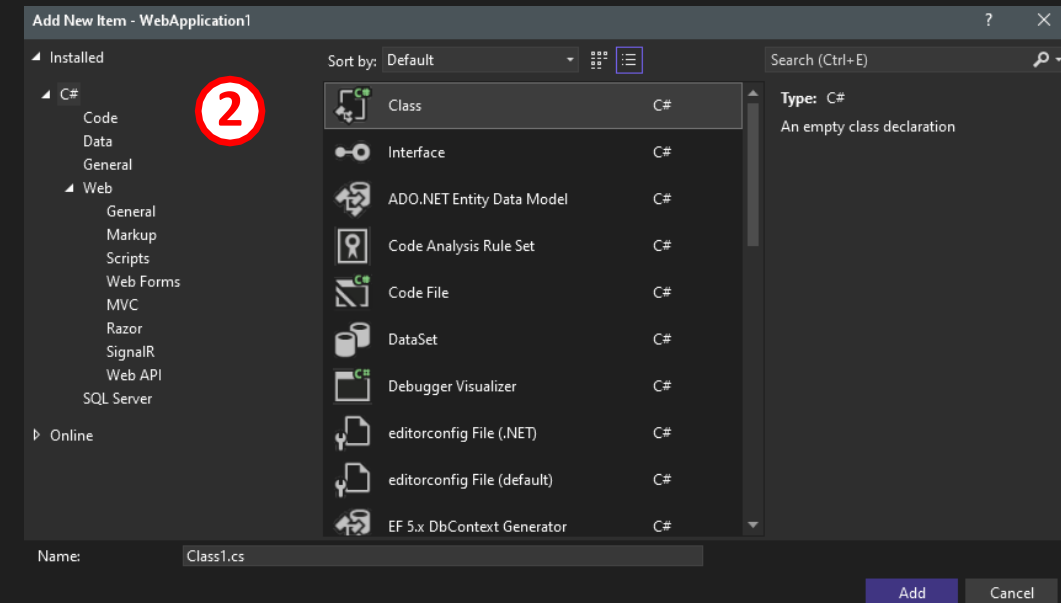 Add New Item - WebApplication1
?
Installed
Sort by: Default
Search (Ctrl+E)
C#
Code
Data
General
Web
General
Markup
Scripts
Web Forms
MVC
Razor
SignalR
Web API
SQL Server
Online
2
Class C#
Interface C#
ADO.NET Entity Data Model C#
Code Analysis Rule Set C#
Code File C#
DataSet C#
Debugger Visualizer C#
editorconfig File (.NET) C#
editorconfig File (default) C#
EF 5.x DbContext Generator C#
Type: C#
An empty class declaration
Name: Class1.cs
Add Cancel